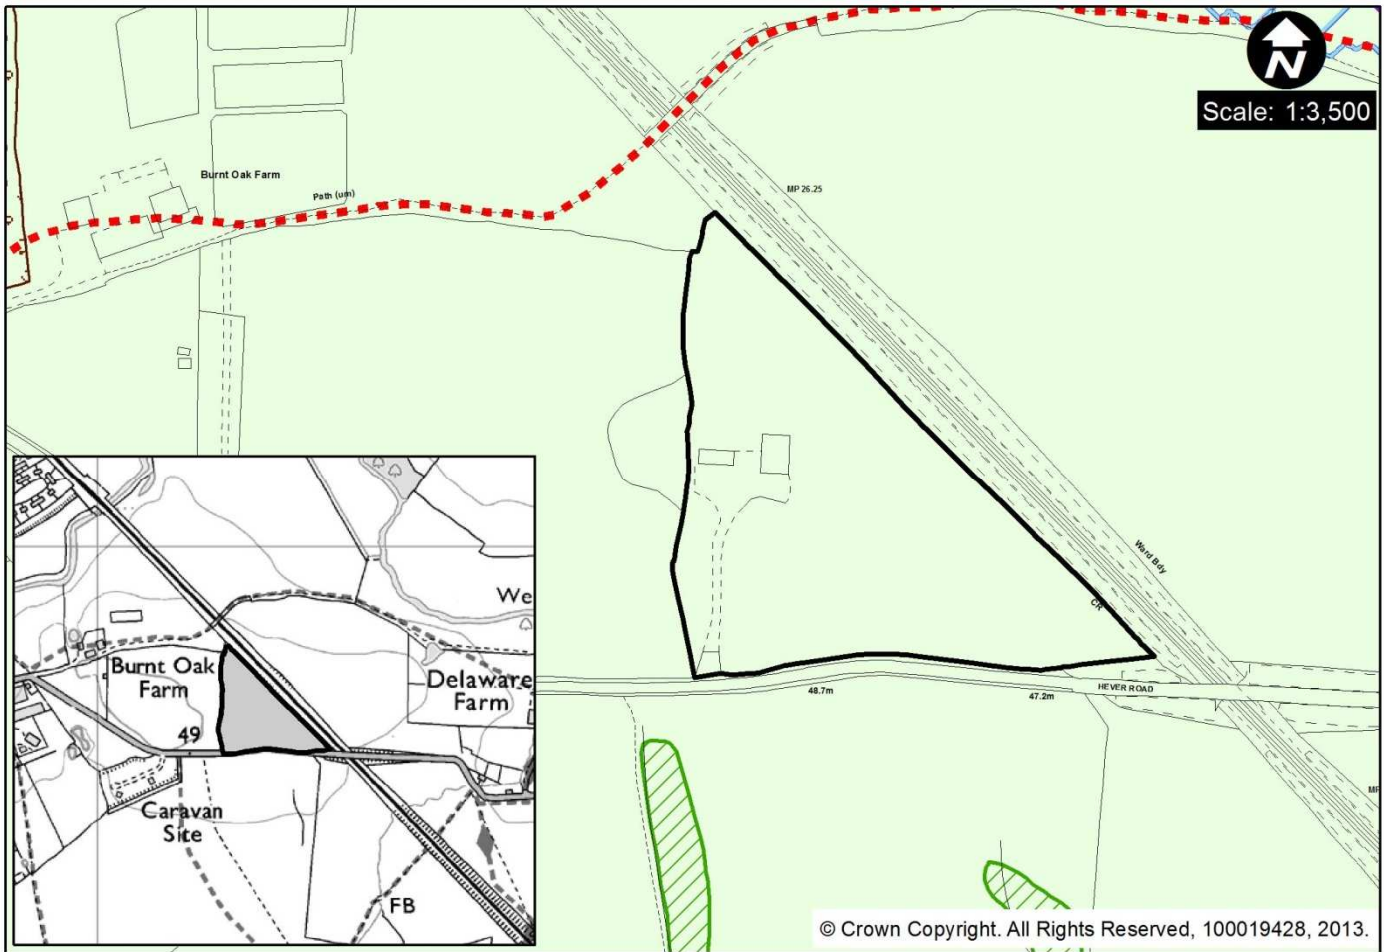 N
Scale: 1:3,500
Burnt Oak Farm
Path (um)
MP 26.25
Ward Bdy
CR
48.7m
47.2m
HEVER ROAD
We
Burnt Oak
Farm
Delaware
Farm
49
Caravan
Site
FB
© Crown Copyright. All Rights Reserved, 100019428, 2013.